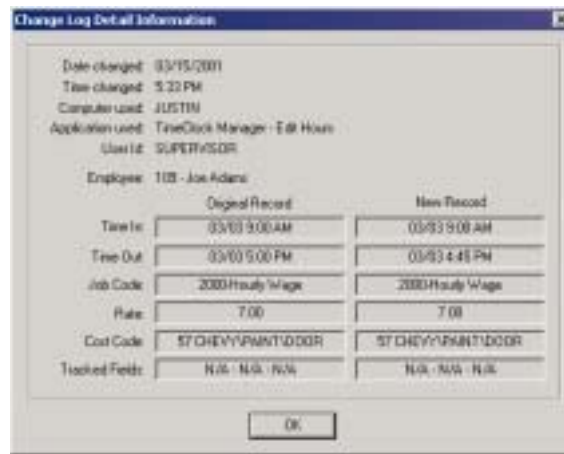 Change Log Detail Information
Date changed: 03/15/2001
Time changed: 5:33 PM
Computer used: JUSTIN
Application used: TimeClock Manager - Edit Hours
User Id: SUPERVISOR
Employee: - Joe Adams
Original Record New Record
Time In: 03/03 9:00 AM 03/03 AM
Time Out: 03/03 5:00 PM 03/03 4:45 PM
Job Code: 2000-Hourly Wage 2000-Hourly Wage
Rate: 7.00 7.00
Cost Code: 57 CHEVY\PAINT\DOOR 57 CHEVY\PAINT\DOOR
Tracked Fields: N/A - N/A - N/A N/A - N/A - N/A
OK